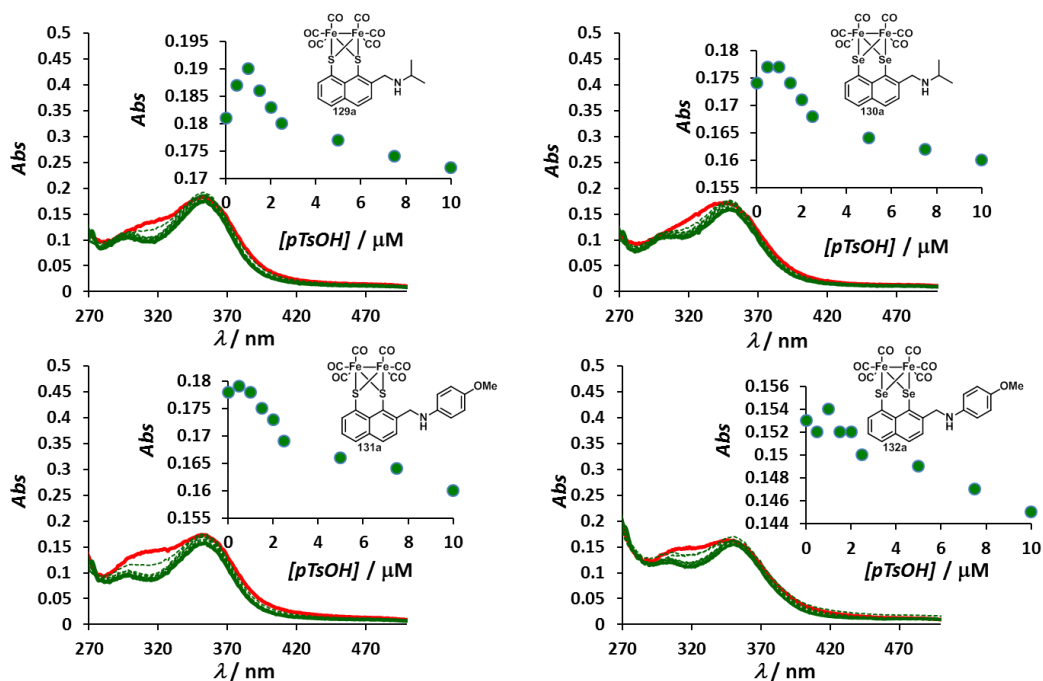 Abs
0.5
0.45
0.4
0.35
0.3
0.25
0.2
0.15
0.1
0.05
0
270 320 370 420 470
λ / nm
Abs
0.195
0.19
0.185
0.18
0.175
0.17
0 2 4 6 8 10
[pTsOH] / μM
CO CO
OC Fe Fe CO
OC CO
S S
N
H
129a
Abs
0.5
0.45
0.4
0.35
0.3
0.25
0.2
0.15
0.1
0.05
0
270 320 370 420 470
λ / nm
Abs
0.18
0.175
0.17
0.165
0.16
0.155
0 2 4 6 8 10
[pTsOH] / μM
CO CO
OC Fe Fe CO
OC CO
Se Se
N
H
130a
Abs
0.5
0.45
0.4
0.35
0.3
0.25
0.2
0.15
0.1
0.05
0
270 320 370 420 470
λ / nm
Abs
0.18
0.175
0.17
0.165
0.16
0.155
0 2 4 6 8 10
[pTsOH] / μM
CO CO
OC Fe Fe CO
OC CO
S S
OMe
N
H
131a
Abs
0.5
0.45
0.4
0.35
0.3
0.25
0.2
0.15
0.1
0.05
0
270 320 370 420 470
λ / nm
Abs
0.156
0.154
0.152
0.15
0.148
0.146
0.144
0 2 4 6 8 10
[pTsOH] / μM
CO CO
OC Fe Fe CO
OC CO
Se Se
OMe
N
H
132a